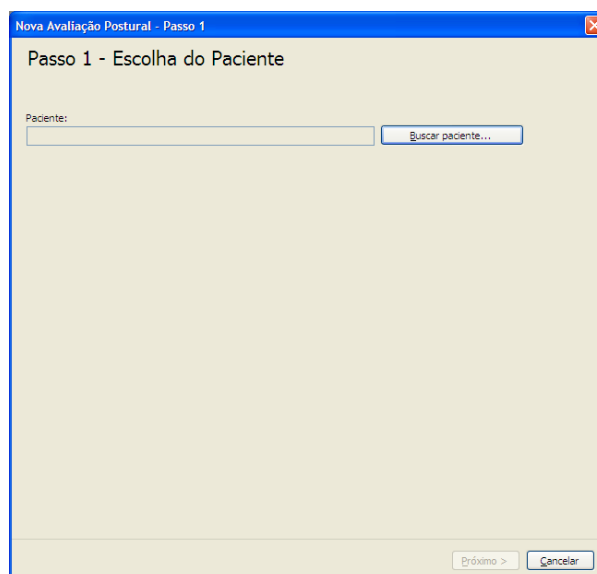 Nova Avaliação Postural - Passo 1
Passo 1 - Escolha do Paciente
Paciente:
Buscar paciente...
Próximo >
Cancelar